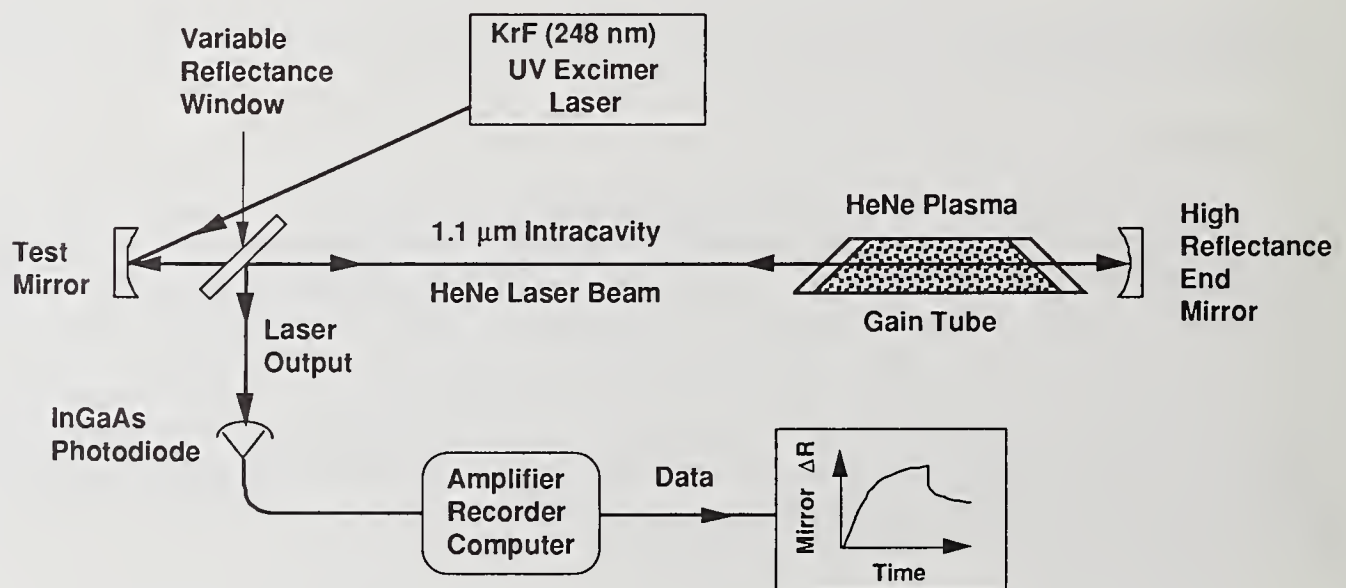 Variable
Reflectance
Window
KrF (248 nm)
UV Excimer
Laser
Test
Mirror
1.1 μm Intracavity
HeNe Laser Beam
HeNe Plasma
Gain Tube
High
Reflectance
End
Mirror
Laser
Output
InGaAs
Photodiode
Amplifier
Recorder
Computer
Data
Mirror ΔR
Time